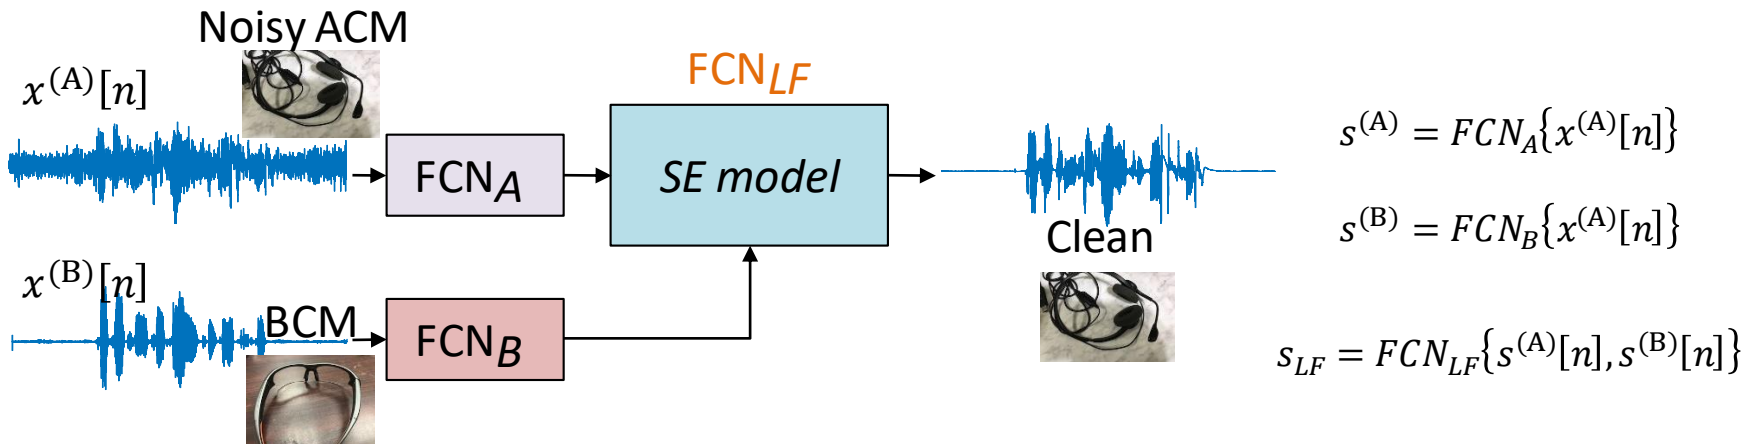 Noisy ACM
x^(A)[n]
FCN_A
FCN_LF
SE model
Clean
x^(B)[n]
BCM
FCN_B
s^(A) = FCN_A{x^(A)[n]}
s^(B) = FCN_B{x^(A)[n]}
s_LF = FCN_LF{s^(A)[n], s^(B)[n]}